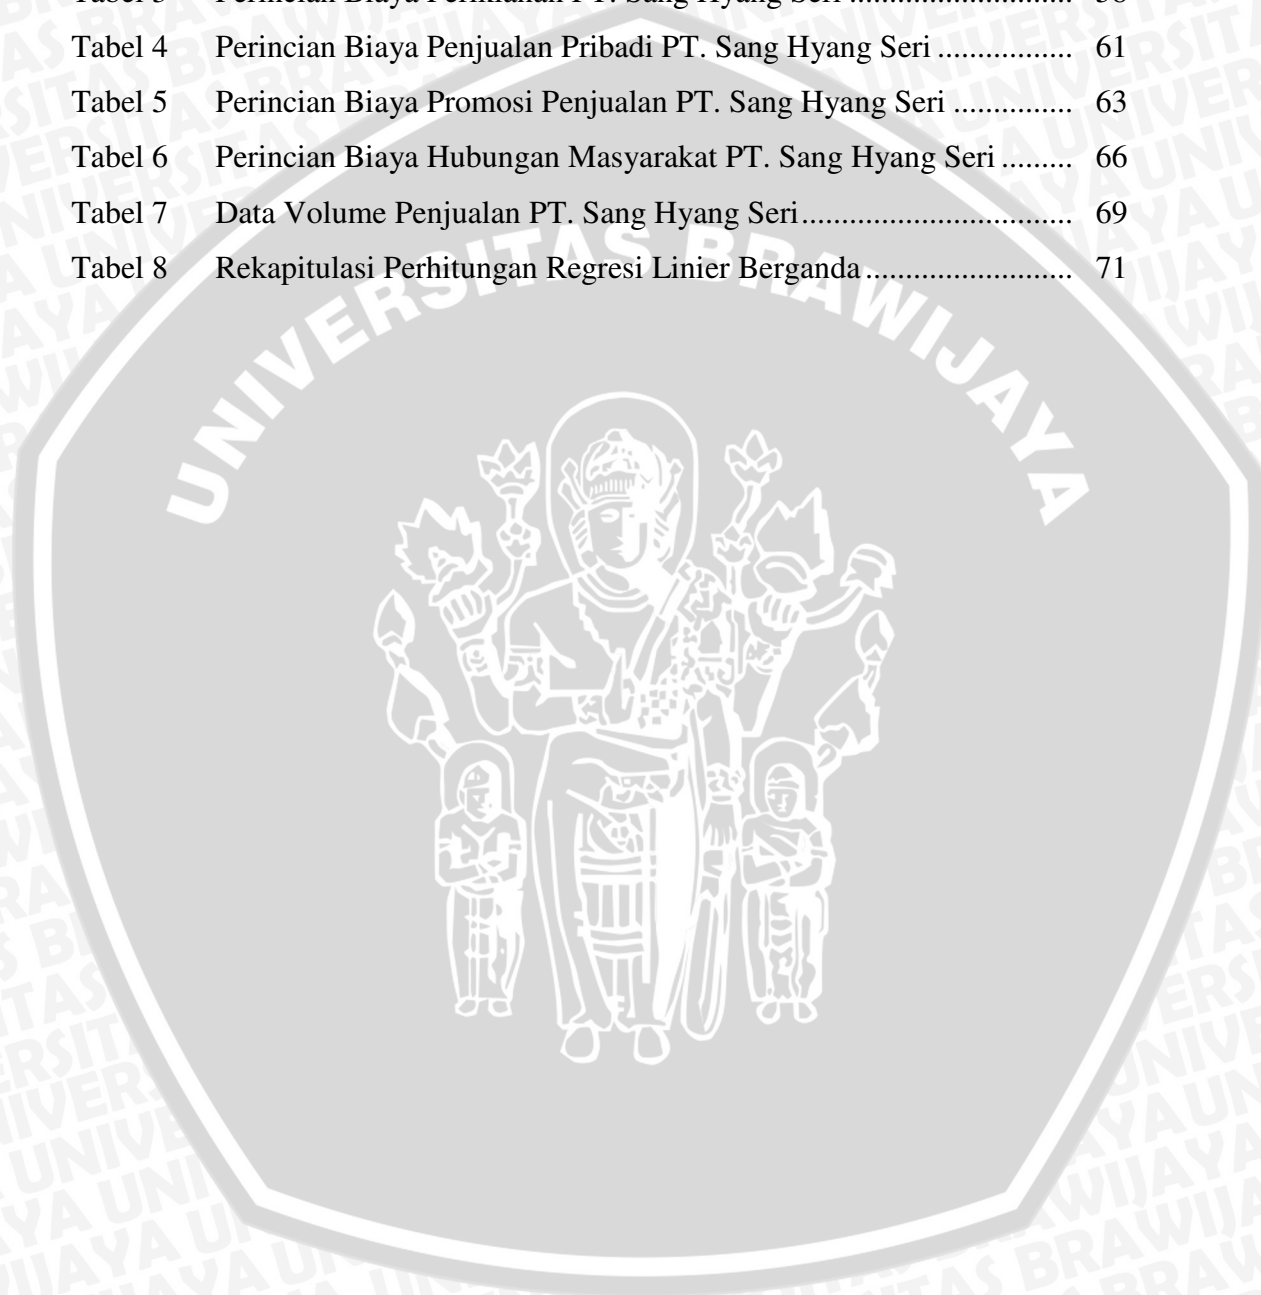 Tabel 4 Perincian Biaya Penjualan Pribadi PT. Sang Hyang Seri ................. 61
Tabel 5 Perincian Biaya Promosi Penjualan PT. Sang Hyang Seri ............... 63
Tabel 6 Perincian Biaya Hubungan Masyarakat PT. Sang Hyang Seri ......... 66
Tabel 7 Data Volume Penjualan PT. Sang Hyang Seri .................................. 69
Tabel 8 Rekapitulasi Perhitungan Regresi Linier Berganda .......................... 71
UNIVERSITAS BRAWIJAYA